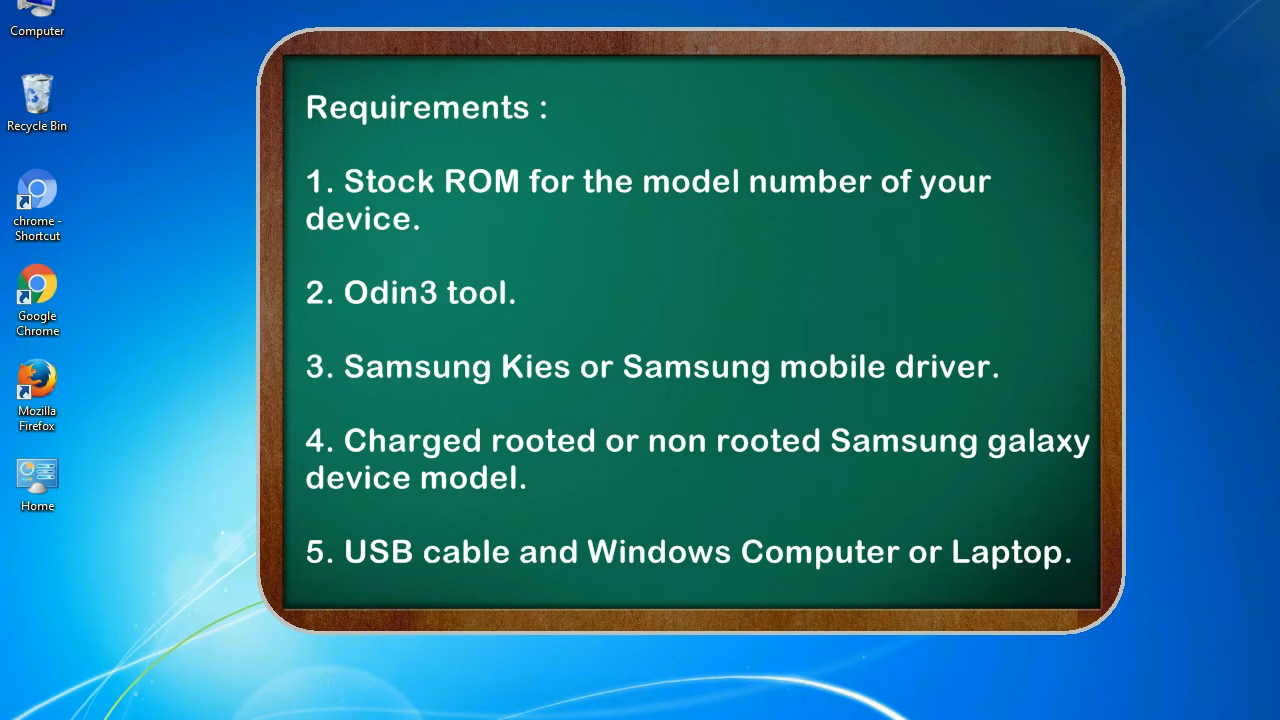 Computer
Recycle Bin
chrome -
Shortcut
Google
Chrome
Mozilla
Firefox
Home
Requirements :
1. Stock ROM for the model number of your
device.
2. Odin3 tool.
3. Samsung Kies or Samsung mobile driver.
4. Charged rooted or non rooted Samsung galaxy
device model.
5. USB cable and Windows Computer or Laptop.